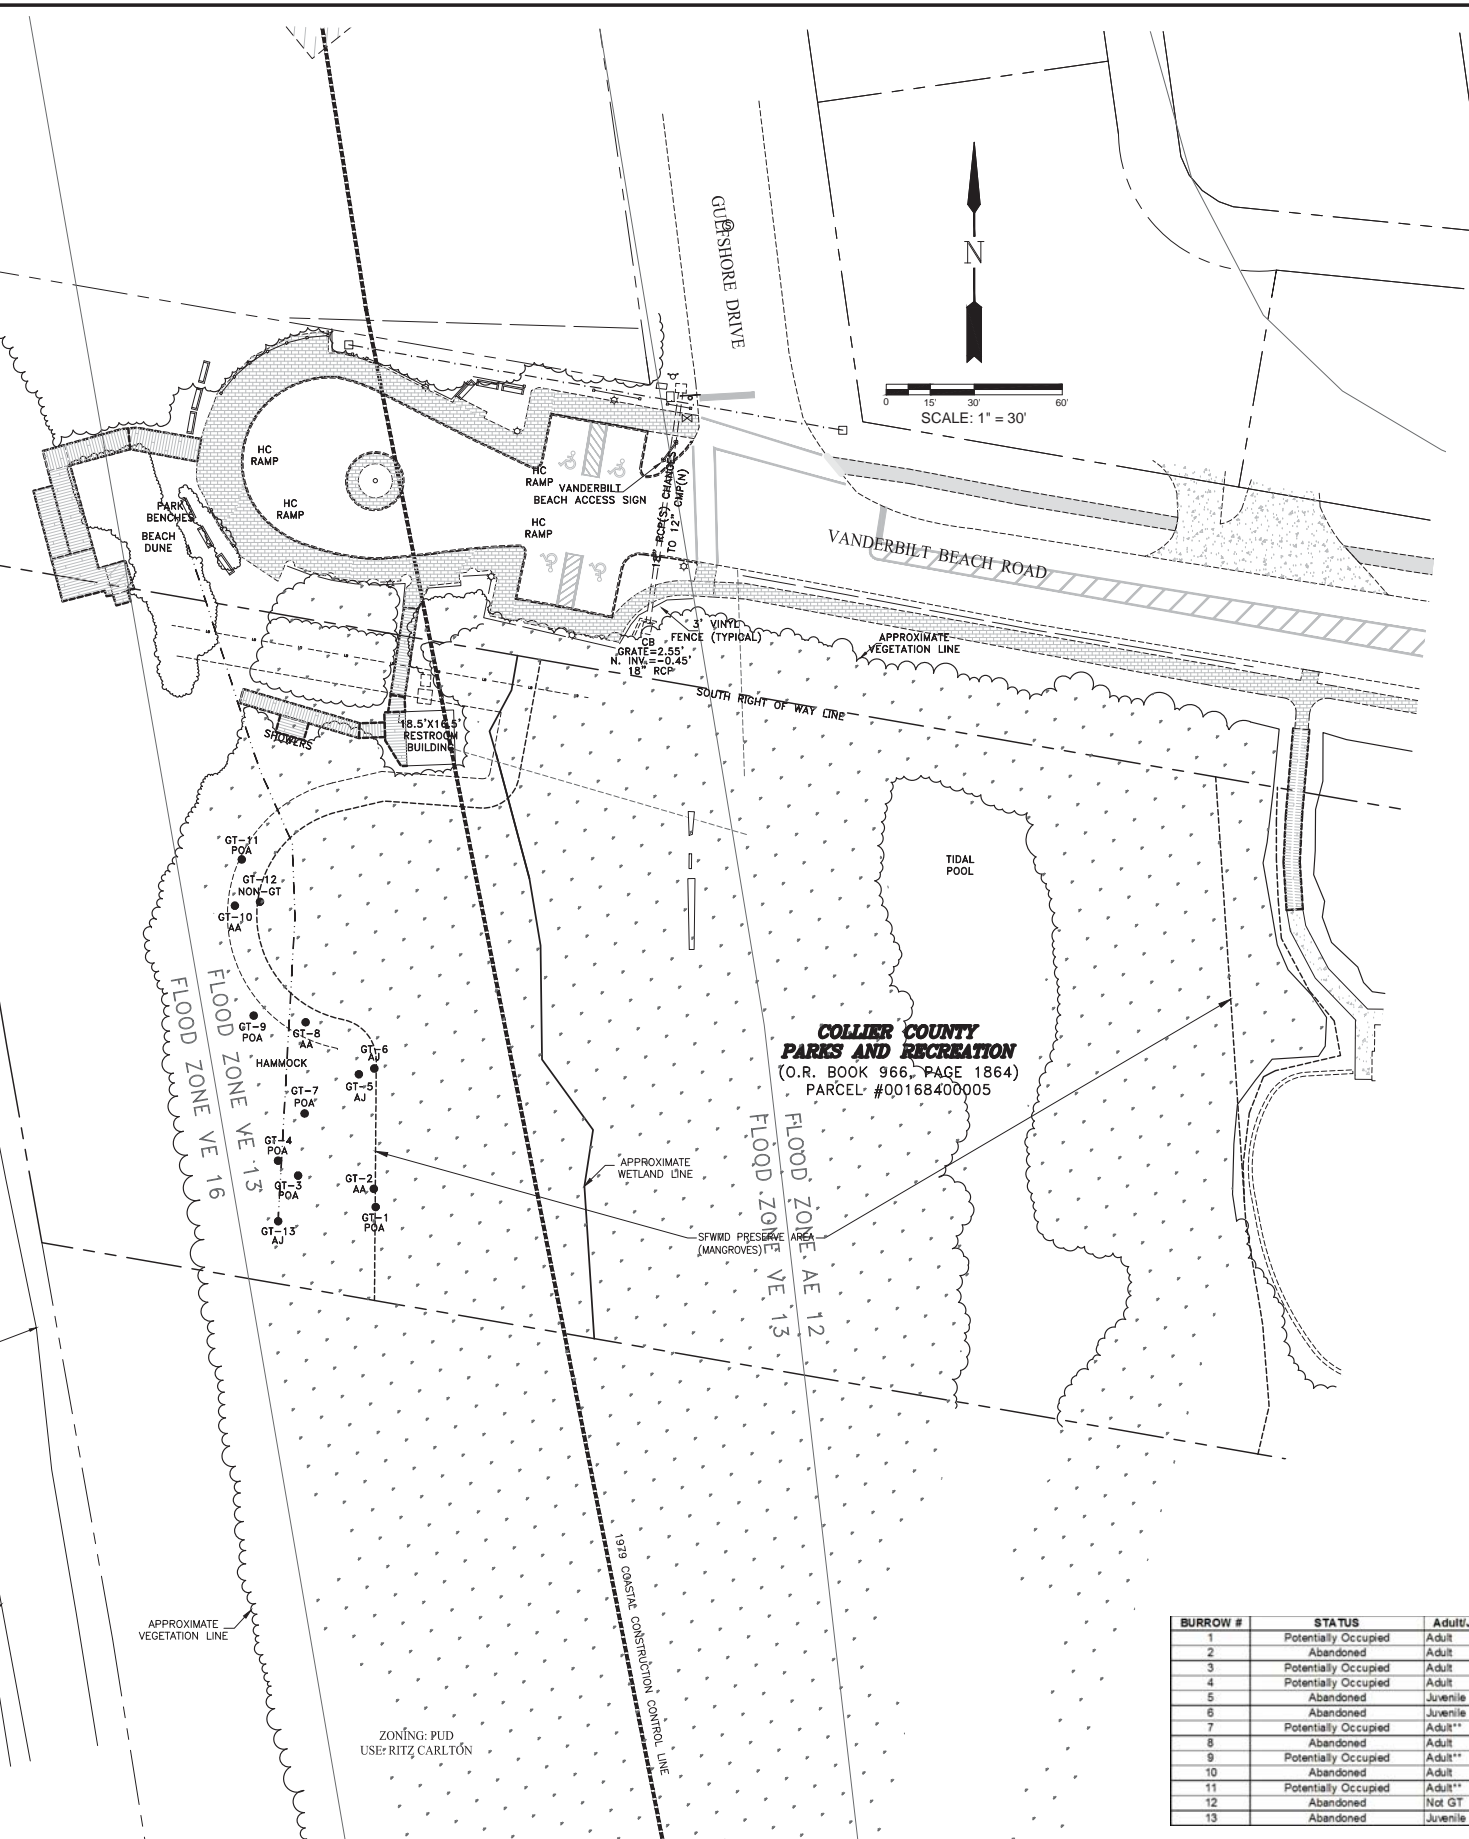 GULFSHORE DRIVE
S
N
0 15' 30' 60'
SCALE: 1" = 30'
HC
RAMP
HC
RAMP
HC
RAMP
VANDERBILT
BEACH ACCESS SIGN
HC
RAMP
PARK
BENCHES
BEACH
DUNE
RCP(S) CHANGES
TO 12" CMP(N)
VANDERBILT BEACH ROAD
3' VINYL
FENCE (TYPICAL)
CB
GRATE=2.55'
N. INV.=-0.45'
18" RCP
APPROXIMATE
VEGETATION LINE
SOUTH RIGHT OF WAY LINE
18.5'X16.5'
RESTROOM
BUILDING
SHOWERS
GT-11
POA
GT-12
NON-GT
GT-10
AA
TIDAL
POOL
FLOOD ZONE VE 13
FLOOD ZONE VE 16
GT-9
POA
GT-8
AA
HAMMOCK
GT-6
AJ
GT-5
AJ
GT-7
POA
GT-4
POA
GT-3
POA
GT-2
AA
GT-1
POA
GT-13
AJ
COLLIER COUNTY
PARKS AND RECREATION
(O.R. BOOK 966, PAGE 1864)
PARCEL #00168400005
FLOOD ZONE AE 12
FLOOD ZONE VE 13
APPROXIMATE
WETLAND LINE
SFWMD PRESERVE AREA
(MANGROVES)
1979 COASTAL CONSTRUCTION CONTROL LINE
APPROXIMATE
VEGETATION LINE
ZONING: PUD
USE: RITZ CARLTON
BURROW # STATUS Adult/J
1 Potentially Occupied Adult
2 Abandoned Adult
3 Potentially Occupied Adult
4 Potentially Occupied Adult
5 Abandoned Juvenile
6 Abandoned Juvenile
7 Potentially Occupied Adult**
8 Abandoned Adult
9 Potentially Occupied Adult**
10 Abandoned Adult
11 Potentially Occupied Adult**
12 Abandoned Not GT
13 Abandoned Juvenile